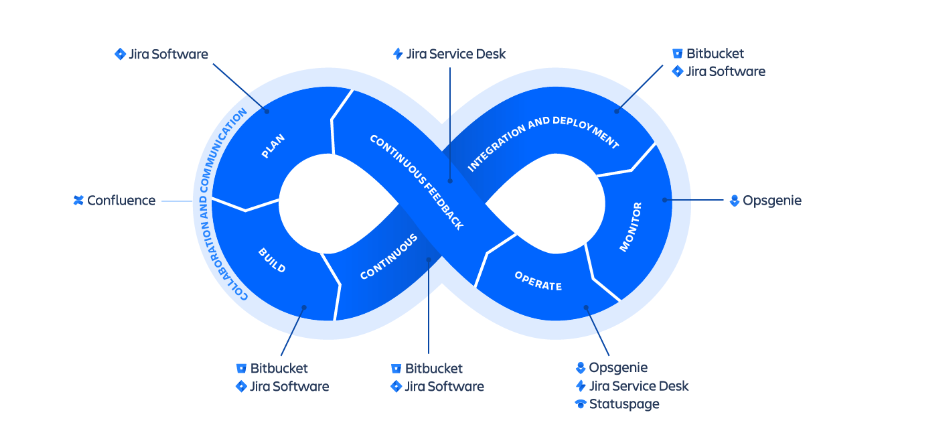 Jira Software
Jira Service Desk
Bitbucket
Jira Software
COLLABORATION AND COMMUNICATION
PLAN
CONTINUOUS FEEDBACK
INTEGRATION AND DEPLOYMENT
Confluence
Opsgenie
MONITOR
BUILD
CONTINUOUS
OPERATE
Bitbucket
Jira Software
Bitbucket
Jira Software
Opsgenie
Jira Service Desk
Statuspage